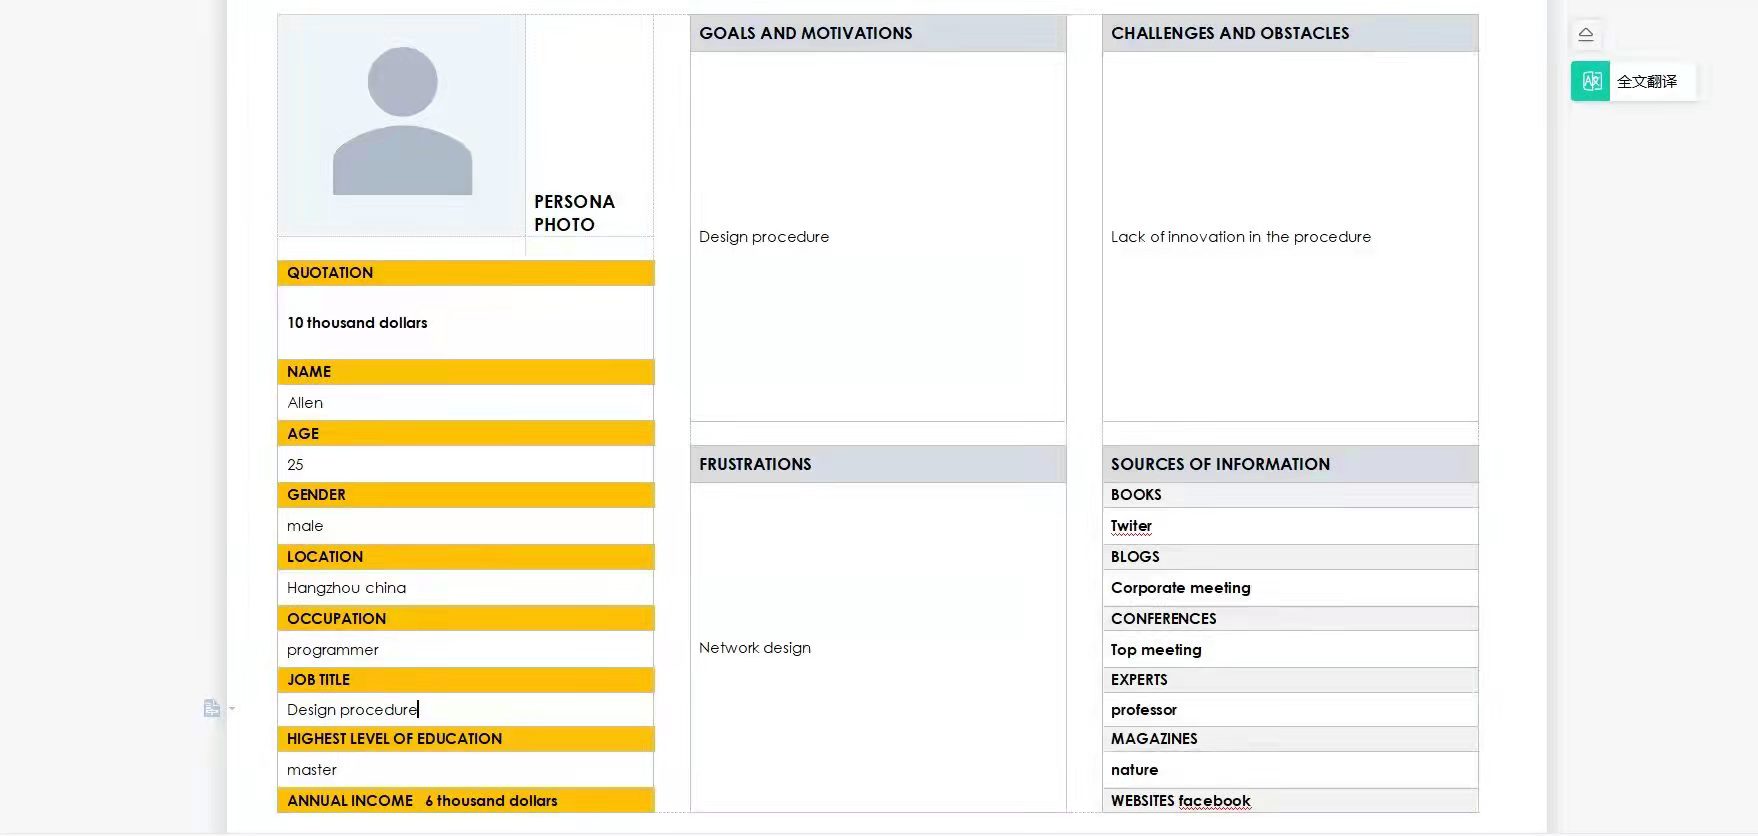 PERSONA
PHOTO
QUOTATION
10 thousand dollars
NAME
Allen
AGE
25
GENDER
male
LOCATION
Hangzhou china
OCCUPATION
programmer
JOB TITLE
Design procedure
HIGHEST LEVEL OF EDUCATION
master
ANNUAL INCOME 6 thousand dollars
GOALS AND MOTIVATIONS
Design procedure
FRUSTRATIONS
Network design
CHALLENGES AND OBSTACLES
Lack of innovation in the procedure
SOURCES OF INFORMATION
BOOKS
Twiter
BLOGS
Corporate meeting
CONFERENCES
Top meeting
EXPERTS
professor
MAGAZINES
nature
WEBSITES facebook
全文翻译